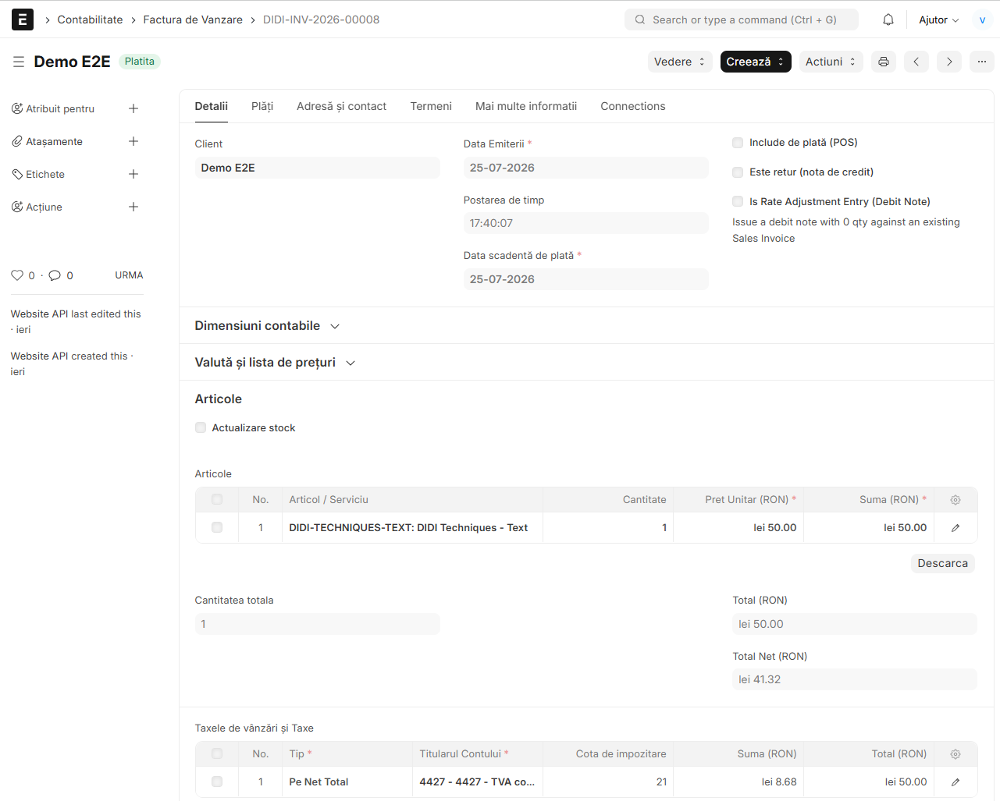 E
Contabilitate
Factura de Vanzare
DIDI-INV-2026-00008
Search or type a command (Ctrl + G)
Ajutor
V
Demo E2E
Platita
Vedere
Creează
Actiuni
Atribuit pentru
Atașamente
Etichete
Acțiune
0 · 0
URMA
Website API last edited this
· ieri
Website API created this ·
ieri
Detalii
Plăți
Adresă și contact
Termeni
Mai multe informatii
Connections
Client
Demo E2E
Data Emiterii *
25-07-2026
Postarea de timp
17:40:07
Data scadentă de plată *
25-07-2026
Include de plată (POS)
Este retur (nota de credit)
Is Rate Adjustment Entry (Debit Note)
Issue a debit note with 0 qty against an existing
Sales Invoice
Dimensiuni contabile
Valută și lista de prețuri
Articole
Actualizare stock
Articole
No. Articol / Serviciu Cantitate Pret Unitar (RON) * Suma (RON) *
1 DIDI-TECHNIQUES-TEXT: DIDI Techniques - Text 1 lei 50.00 lei 50.00
Descarca
Cantitatea totala
1
Total (RON)
lei 50.00
Total Net (RON)
lei 41.32
Taxele de vânzări și Taxe
No. Tip * Titularul Contului * Cota de impozitare Suma (RON) Total (RON)
1 Pe Net Total 4427 - 4427 - TVA co... 21 lei 8.68 lei 50.00